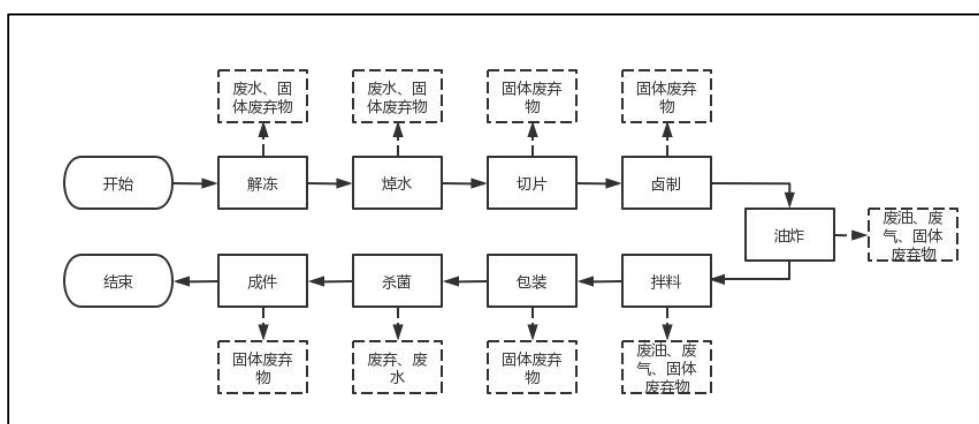 废水、固
体废弃物
废水、固
体废弃物
固体废弃
物
固体废弃
物
开始
解冻
焯水
切片
卤制
油炸
废油、废
气、固体
废弃物
结束
成件
杀菌
包装
拌料
固体废弃
物
废弃、废
水
固体废弃
物
废油、废
气、固体
废弃物